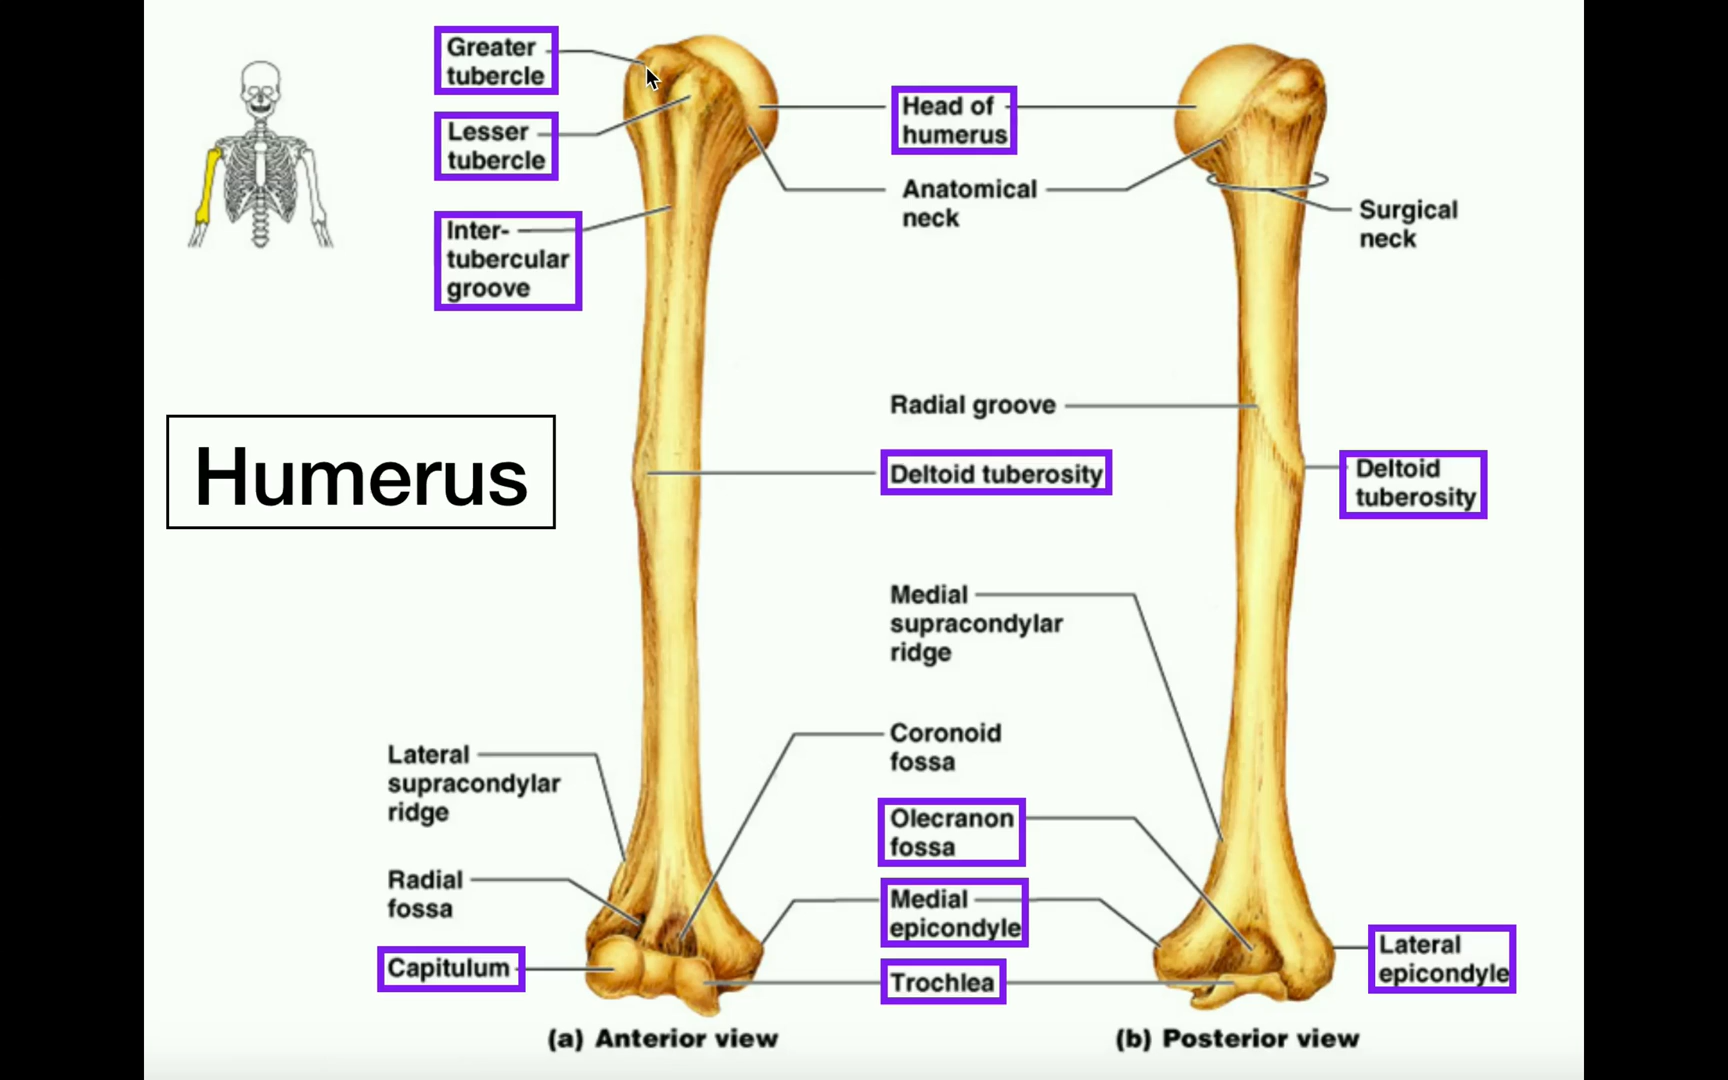 Greater
tubercle
Lesser
tubercle
Inter-
tubercular
groove
Humerus
Lateral
supracondylar
ridge
Radial
fossa
Capitulum
Head of
humerus
Anatomical
neck
Surgical
neck
Radial groove
Deltoid tuberosity
Deltoid
tuberosity
Medial
supracondylar
ridge
Coronoid
fossa
Olecranon
fossa
Medial
epicondyle
Trochlea
Lateral
epicondyle
(a) Anterior view
(b) Posterior view